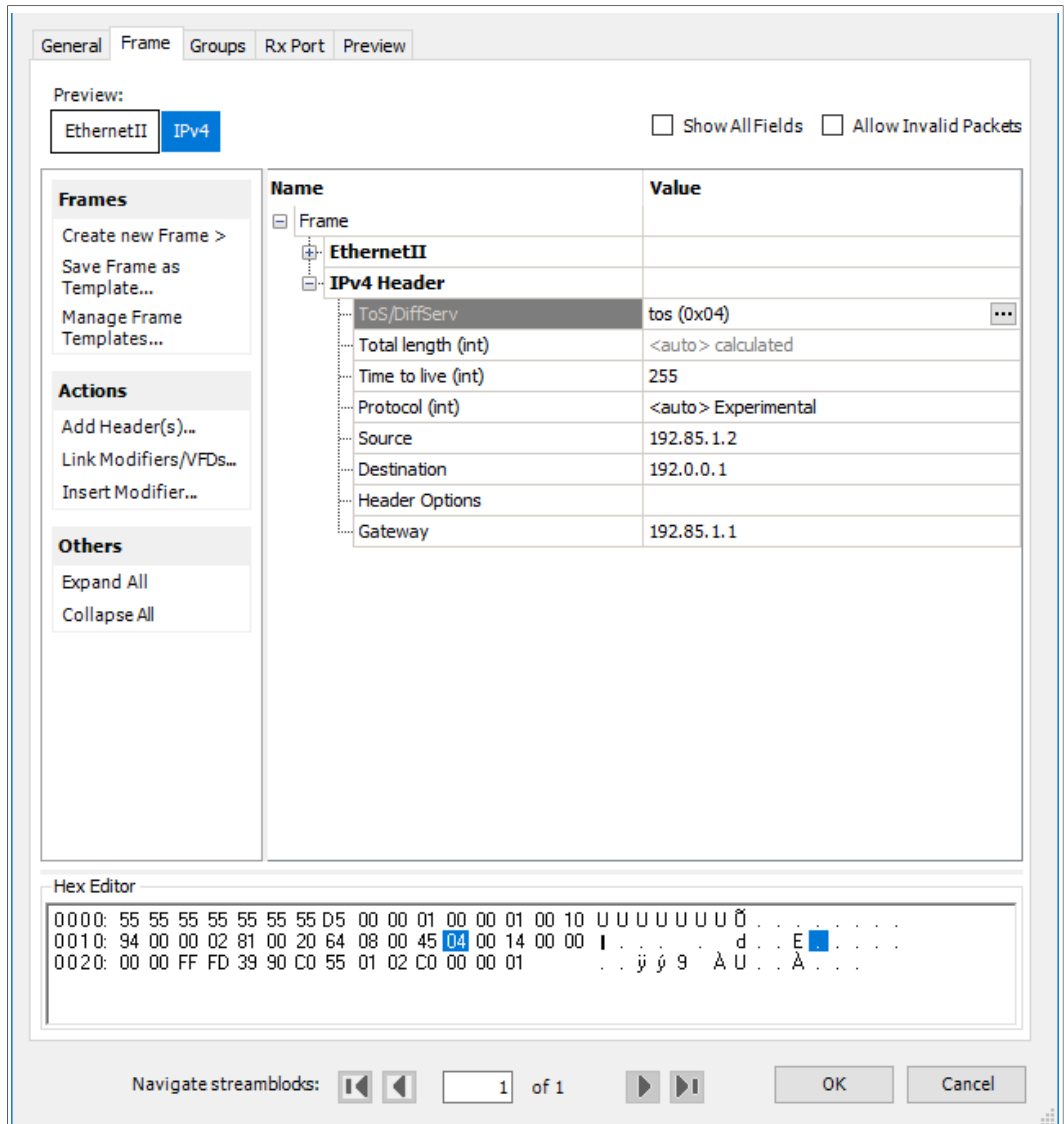 General Frame Groups Rx Port Preview
Preview:
EthernetII IPv4
Show All Fields Allow Invalid Packets
Frames
Create new Frame >
Save Frame as
Template...
Manage Frame
Templates...
Actions
Add Header(s)...
Link Modifiers/VFDs...
Insert Modifier...
Others
Expand All
Collapse All
Name Value
Frame
EthernetII
IPv4 Header
ToS/DiffServ tos (0x04)
Total length (int) <auto> calculated
Time to live (int) 255
Protocol (int) <auto> Experimental
Source 192.85.1.2
Destination 192.0.0.1
Header Options
Gateway 192.85.1.1
Hex Editor
0000: 55 55 55 55 55 55 55 D5 00 00 01 00 00 01 00 10 U U U U U U U Õ . . . . . . . .
0010: 94 00 00 02 81 00 20 64 08 00 45 04 00 14 00 00 . . . . d . . E . . . . .
0020: 00 00 FF FD 39 90 C0 55 01 02 C0 00 00 01 . . ÿ ý 9 À U . . À . . .
Navigate streamblocks: 1 of 1 OK Cancel